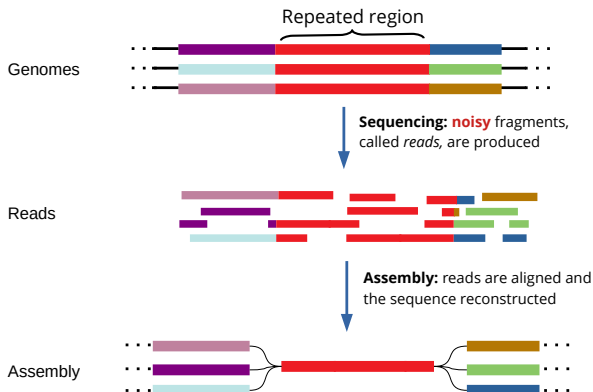 Repeated region
Genomes
Sequencing: noisy fragments,
called reads, are produced
Reads
Assembly: reads are aligned and
the sequence reconstructed
Assembly